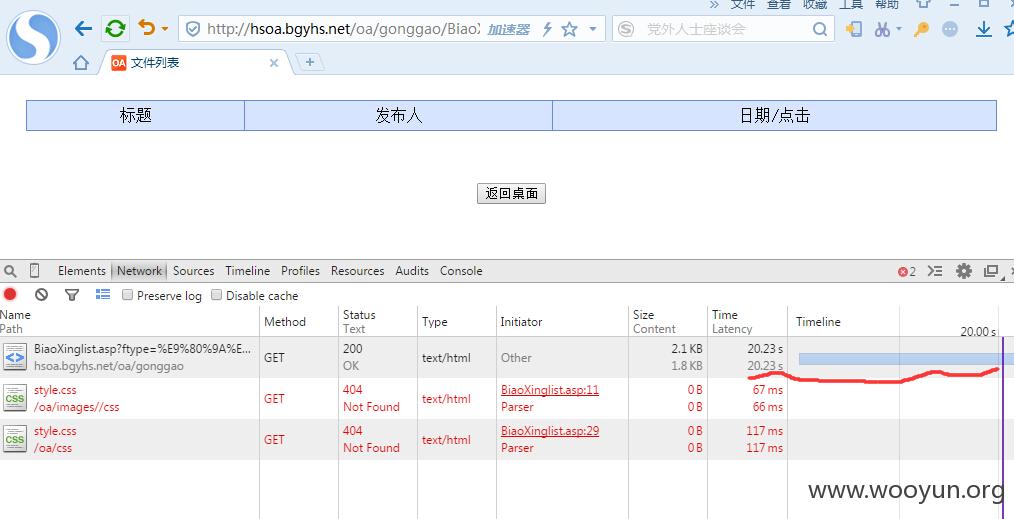 » 文件 查看 收藏 工具 帮助
http://hsoa.bgyhs.net/oa/gonggao/BiaoX 加速器 党外人士座谈会
OA 文件列表
标题 发布人 日期/点击
返回桌面
Elements Network Sources Timeline Profiles Resources Audits Console 2
Preserve log Disable cache
Name Method Status Type Initiator Size Time Timeline
Path Text Content Latency 20.00 s
BiaoXinglist.asp?ftype=%E9%80%9A%E... GET 200 text/html Other 2.1 KB 20.23 s
hsoa.bgyhs.net/oa/gonggao OK 1.8 KB 20.23 s
style.css GET 404 text/html BiaoXinglist.asp:11 0 B 67 ms
/oa/images//css Not Found Parser 0 B 66 ms
style.css GET 404 text/html BiaoXinglist.asp:29 0 B 117 ms
/oa/css Not Found Parser 0 B 117 ms
www.wooyun.org